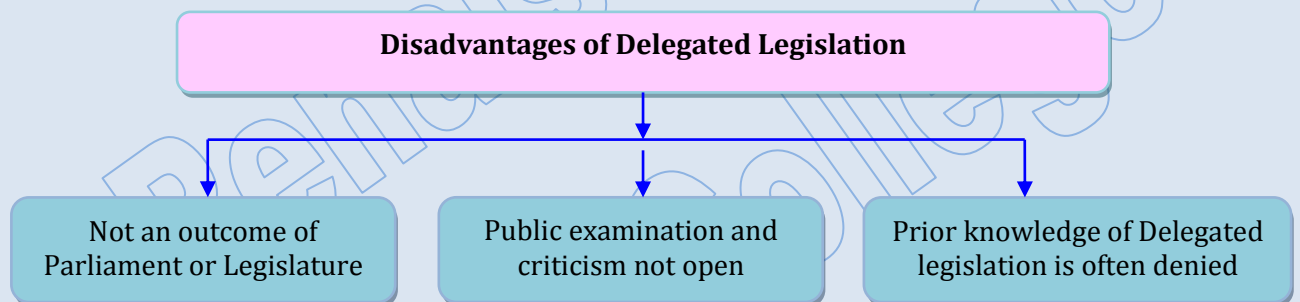 Disadvantages of Delegated Legislation
Not an outcome of
Parliament or Legislature
Public examination and
criticism not open
Prior knowledge of Delegated
legislation is often denied